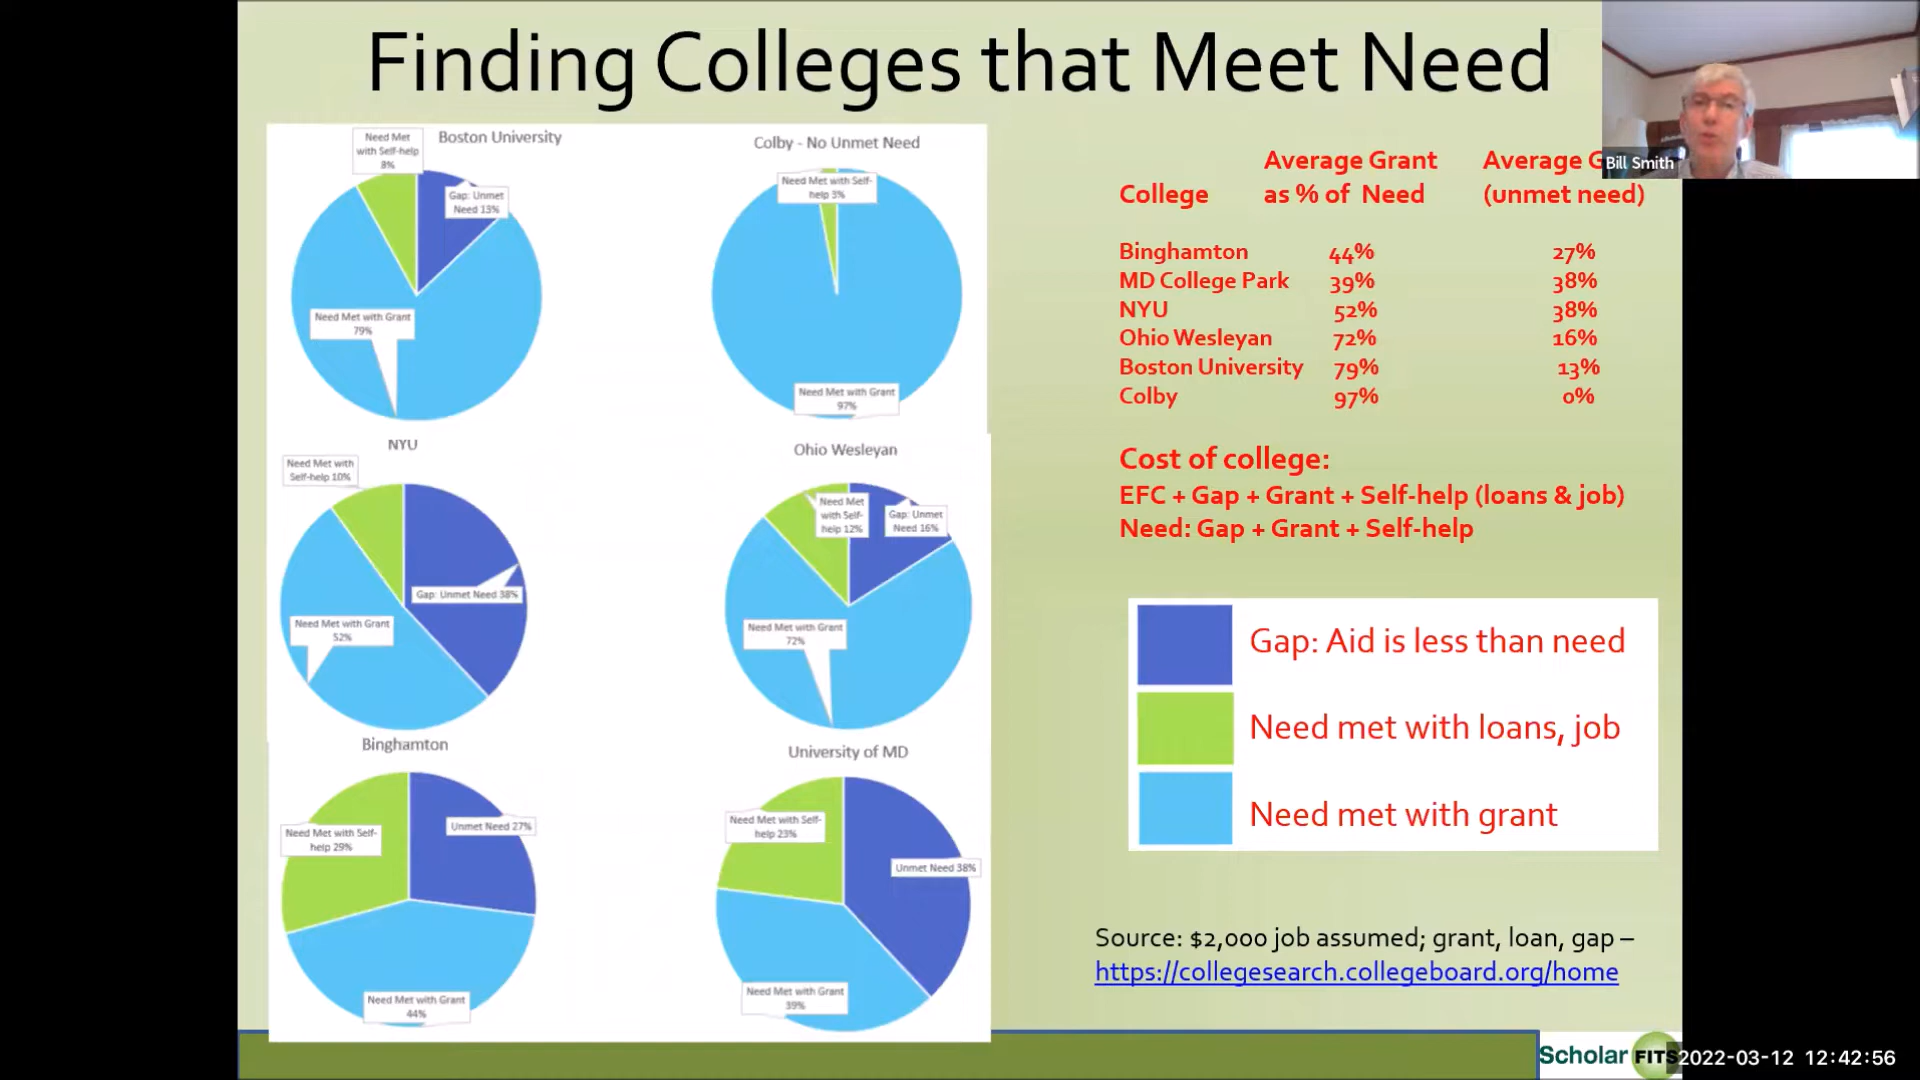 Finding Colleges that Meet Need
Bill Smith
Need Met
with Self-help
8%
Boston University
Gap: Unmet
Need 13%
Need Met with Grant
79%
Colby - No Unmet Need
Need Met with Self-
help 3%
Need Met with Grant
97%
NYU
Need Met with
Self-help 10%
Gap: Unmet Need 38%
Need Met with Grant
52%
Ohio Wesleyan
Need Met
with Self-
help 12%
Gap: Unmet
Need 16%
Need Met with Grant
72%
Binghamton
Need Met with Self-
help 29%
Unmet Need 27%
Need Met with Grant
44%
University of MD
Need Met with Self-
help 23%
Unmet Need 38%
Need Met with Grant
39%
Average Grant Average
College as % of Need (unmet need)
Binghamton 44% 27%
MD College Park 39% 38%
NYU 52% 38%
Ohio Wesleyan 72% 16%
Boston University 79% 13%
Colby 97% 0%
Cost of college:
EFC + Gap + Grant + Self-help (loans & job)
Need: Gap + Grant + Self-help
Gap: Aid is less than need
Need met with loans, job
Need met with grant
Source: $2,000 job assumed; grant, loan, gap –
https://collegesearch.collegeboard.org/home
Scholar FITS
2022-03-12 12:42:56